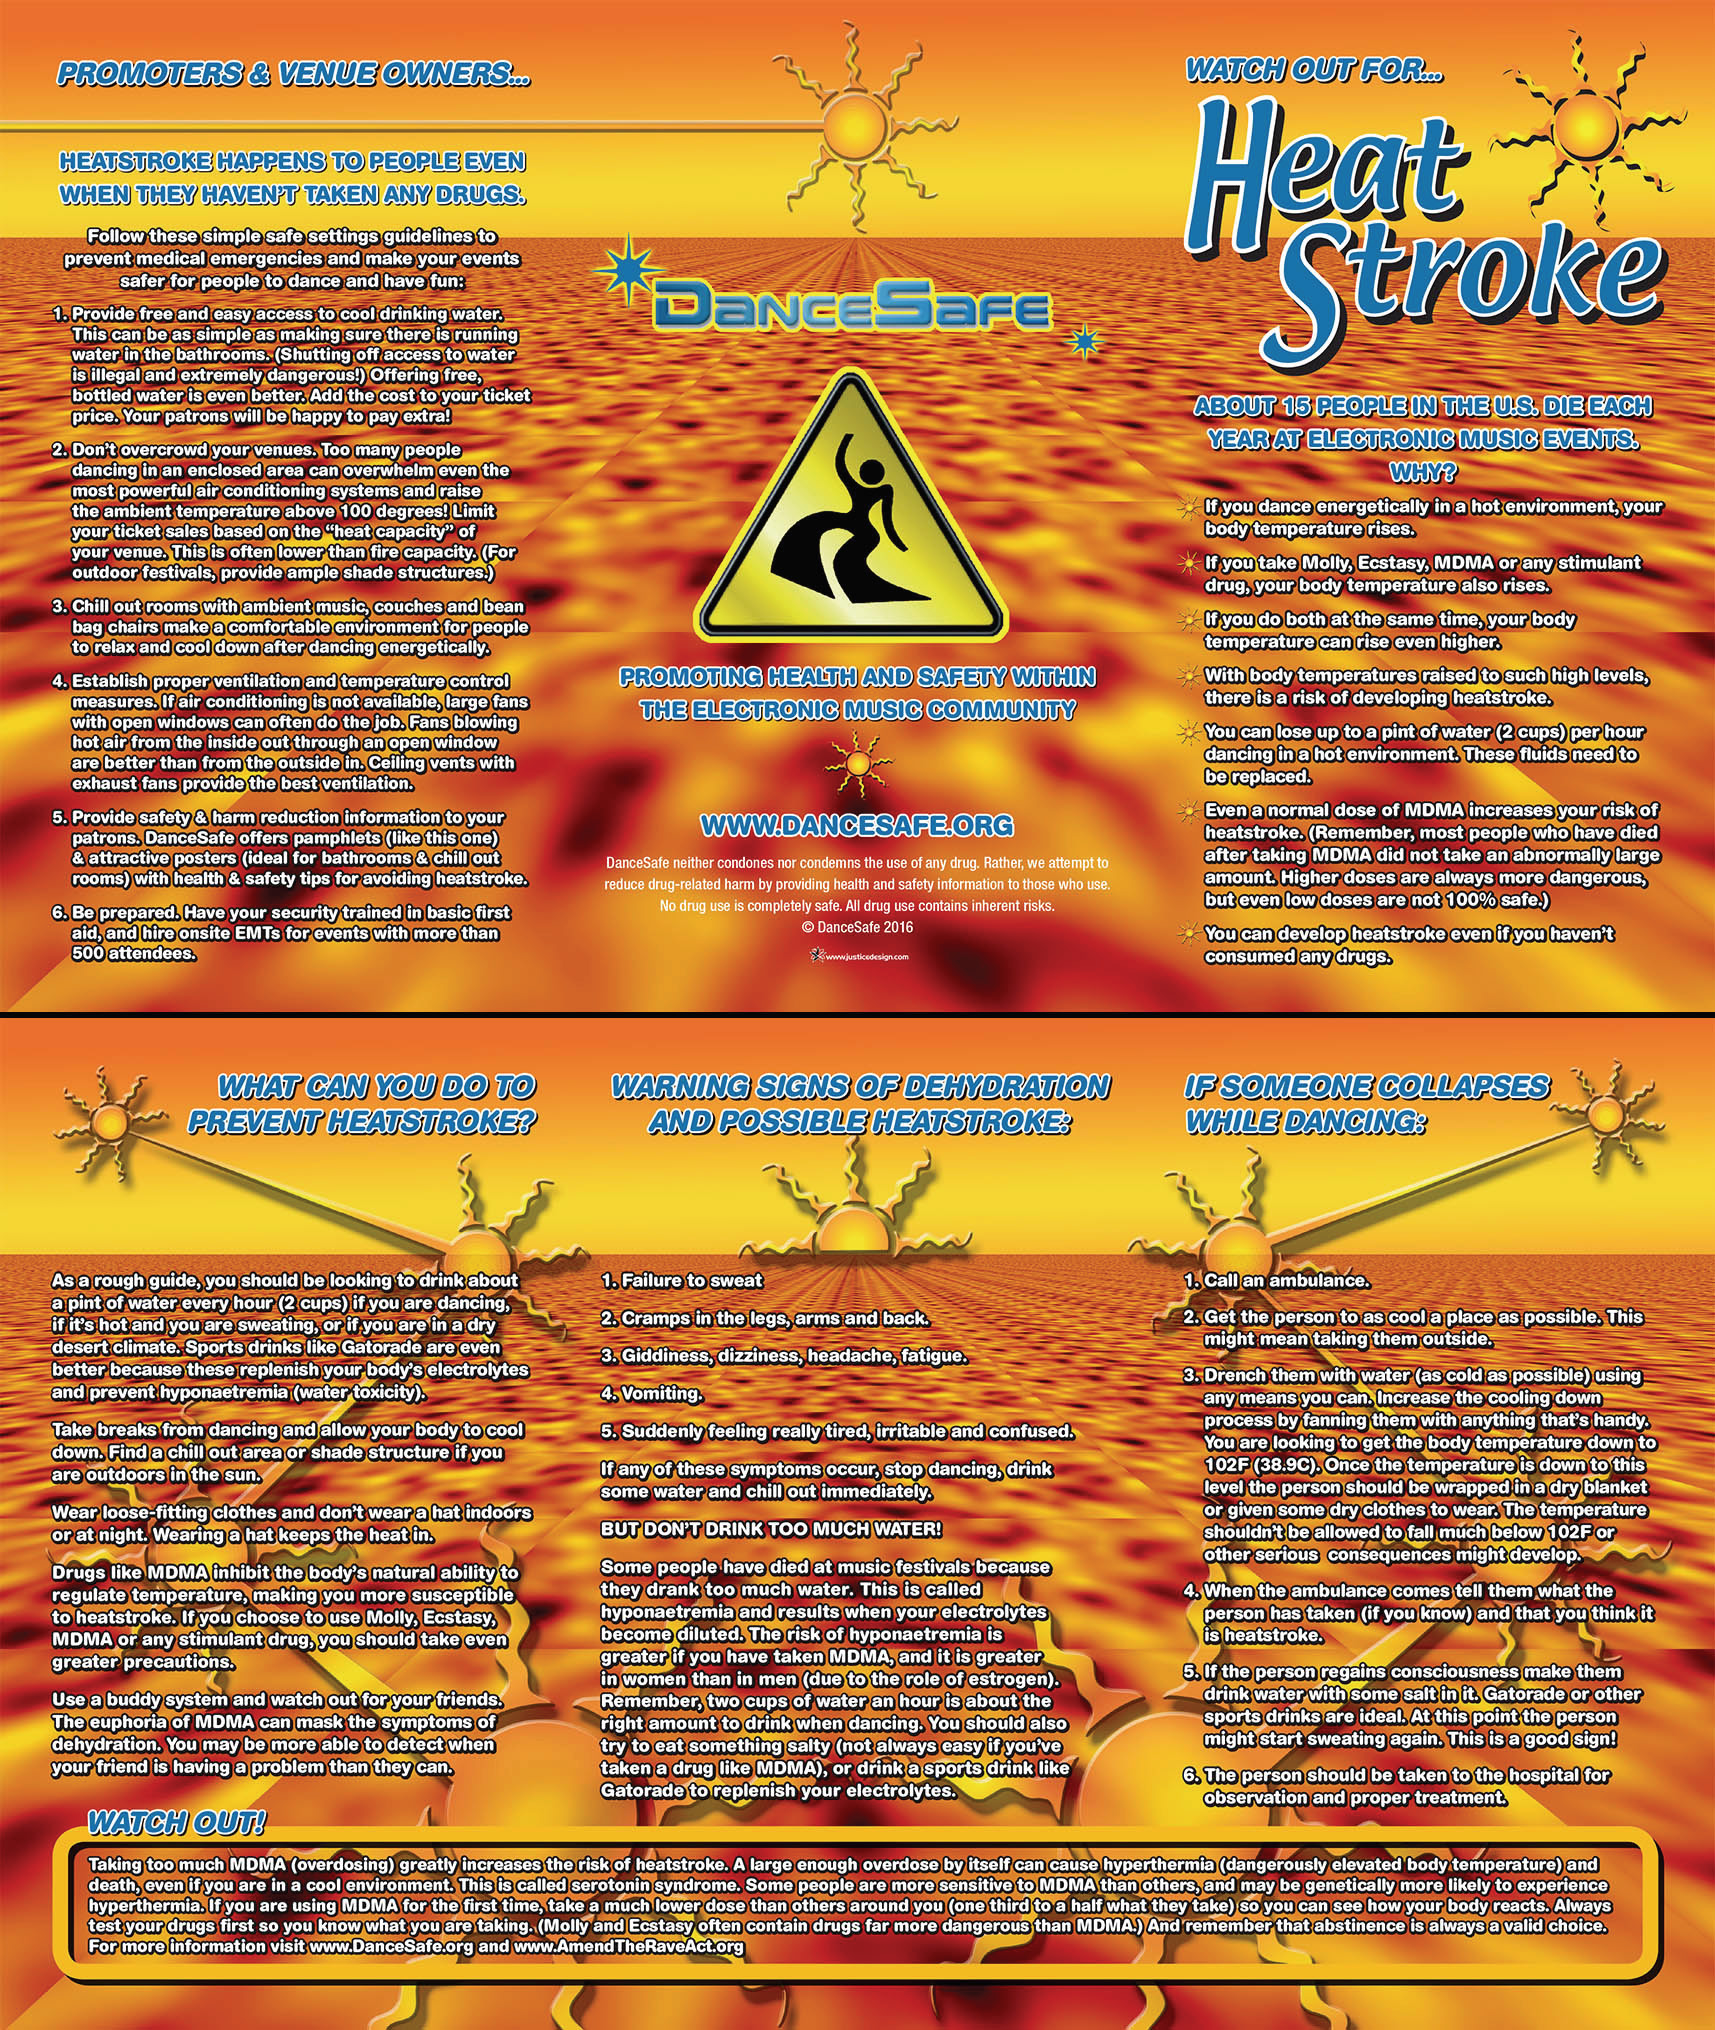 PROMOTERS & VENUE OWNERS...
HEATSTROKE HAPPENS TO PEOPLE EVEN
WHEN THEY HAVEN'T TAKEN ANY DRUGS.
Follow these simple safe settings guidelines to
prevent medical emergencies and make your events
safer for people to dance and have fun:
1. Provide free and easy access to cool drinking water.
This can be as simple as making sure there is running
water in the bathrooms. (Shutting off access to water
is illegal and extremely dangerous!) Offering free,
bottled water is even better. Add the cost to your ticket
price. Your patrons will be happy to pay extra!
2. Don't overcrowd your venues. Too many people
dancing in an enclosed area can overwhelm even the
most powerful air conditioning systems and raise
the ambient temperature above 100 degrees! Limit
your ticket sales based on the “heat capacity” of
your venue. This is often lower than fire capacity. (For
outdoor festivals, provide ample shade structures.)
3. Chill out rooms with ambient music, couches and bean
bag chairs make a comfortable environment for people
to relax and cool down after dancing energetically.
4. Establish proper ventilation and temperature control
measures. If air conditioning is not available, large fans
with open windows can often do the job. Fans blowing
hot air from the inside out through an open window
are better than from the outside in. Ceiling vents with
exhaust fans provide the best ventilation.
5. Provide safety & harm reduction information to your
patrons. DanceSafe offers pamphlets (like this one)
& attractive posters (ideal for bathrooms & chill out
rooms) with health & safety tips for avoiding heatstroke.
6. Be prepared. Have your security trained in basic first
aid, and hire onsite EMTs for events with more than
500 attendees.
DANCESAFE
PROMOTING HEALTH AND SAFETY WITHIN
THE ELECTRONIC MUSIC COMMUNITY
WWW.DANCESAFE.ORG
DanceSafe neither condones nor condemns the use of any drug. Rather, we attempt to
reduce drug-related harm by providing health and safety information to those who use.
No drug use is completely safe. All drug use contains inherent risks.
© DanceSafe 2016
www.justicedesign.com
WATCH OUT FOR...
Heat
Stroke
ABOUT 15 PEOPLE IN THE U.S. DIE EACH
YEAR AT ELECTRONIC MUSIC EVENTS.
WHY?
If you dance energetically in a hot environment, your
body temperature rises.
If you take Molly, Ecstasy, MDMA or any stimulant
drug, your body temperature also rises.
If you do both at the same time, your body
temperature can rise even higher.
With body temperatures raised to such high levels,
there is a risk of developing heatstroke.
You can lose up to a pint of water (2 cups) per hour
dancing in a hot environment. These fluids need to
be replaced.
Even a normal dose of MDMA increases your risk of
heatstroke. (Remember, most people who have died
after taking MDMA did not take an abnormally large
amount. Higher doses are always more dangerous,
but even low doses are not 100% safe.)
You can develop heatstroke even if you haven't
consumed any drugs.
WHAT CAN YOU DO TO
PREVENT HEATSTROKE?
As a rough guide, you should be looking to drink about
a pint of water every hour (2 cups) if you are dancing,
if it's hot and you are sweating, or if you are in a dry
desert climate. Sports drinks like Gatorade are even
better because these replenish your body's electrolytes
and prevent hyponaetremia (water toxicity).
Take breaks from dancing and allow your body to cool
down. Find a chill out area or shade structure if you
are outdoors in the sun.
Wear loose-fitting clothes and don't wear a hat indoors
or at night. Wearing a hat keeps the heat in.
Drugs like MDMA inhibit the body's natural ability to
regulate temperature, making you more susceptible
to heatstroke. If you choose to use Molly, Ecstasy,
MDMA or any stimulant drug, you should take even
greater precautions.
Use a buddy system and watch out for your friends.
The euphoria of MDMA can mask the symptoms of
dehydration. You may be more able to detect when
your friend is having a problem than they can.
WARNING SIGNS OF DEHYDRATION
AND POSSIBLE HEATSTROKE:
1. Failure to sweat
2. Cramps in the legs, arms and back.
3. Giddiness, dizziness, headache, fatigue.
4. Vomiting.
5. Suddenly feeling really tired, irritable and confused.
If any of these symptoms occur, stop dancing, drink
some water and chill out immediately.
BUT DON'T DRINK TOO MUCH WATER!
Some people have died at music festivals because
they drank too much water. This is called
hyponaetremia and results when your electrolytes
become diluted. The risk of hyponaetremia is
greater if you have taken MDMA, and it is greater
in women than in men (due to the role of estrogen).
Remember, two cups of water an hour is about the
right amount to drink when dancing. You should also
try to eat something salty (not always easy if you've
taken a drug like MDMA), or drink a sports drink like
Gatorade to replenish your electrolytes.
IF SOMEONE COLLAPSES
WHILE DANCING:
1. Call an ambulance.
2. Get the person to as cool a place as possible. This
might mean taking them outside.
3. Drench them with water (as cold as possible) using
any means you can. Increase the cooling down
process by fanning them with anything that's handy.
You are looking to get the body temperature down to
102F (38.9C). Once the temperature is down to this
level the person should be wrapped in a dry blanket
or given some dry clothes to wear. The temperature
shouldn't be allowed to fall much below 102F or
other serious consequences might develop.
4. When the ambulance comes tell them what the
person has taken (if you know) and that you think it
is heatstroke.
5. If the person regains consciousness make them
drink water with some salt in it. Gatorade or other
sports drinks are ideal. At this point the person
might start sweating again. This is a good sign!
6. The person should be taken to the hospital for
observation and proper treatment.
WATCH OUT!
Taking too much MDMA (overdosing) greatly increases the risk of heatstroke. A large enough overdose by itself can cause hyperthermia (dangerously elevated body temperature) and
death, even if you are in a cool environment. This is called serotonin syndrome. Some people are more sensitive to MDMA than others, and may be genetically more likely to experience
hyperthermia. If you are using MDMA for the first time, take a much lower dose than others around you (one third to a half what they take) so you can see how your body reacts. Always
test your drugs first so you know what you are taking. (Molly and Ecstasy often contain drugs far more dangerous than MDMA.) And remember that abstinence is always a valid choice.
For more information visit www.DanceSafe.org and www.AmendTheRaveAct.org